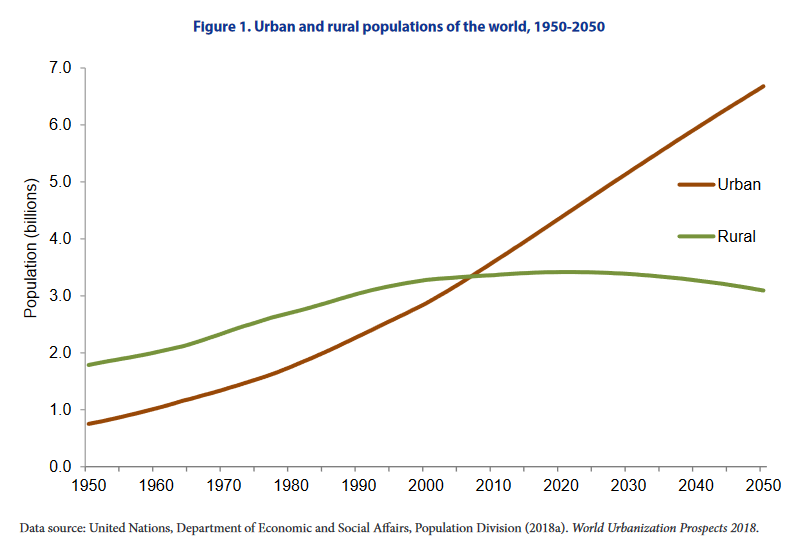 Figure 1. Urban and rural populations of the world, 1950-2050
7.0
6.0
5.0
4.0
3.0
2.0
1.0
0.0
Population (billions)
Urban
Rural
1950 1960 1970 1980 1990 2000 2010 2020 2030 2040 2050
Data source: United Nations, Department of Economic and Social Affairs, Population Division (2018a). World Urbanization Prospects 2018.